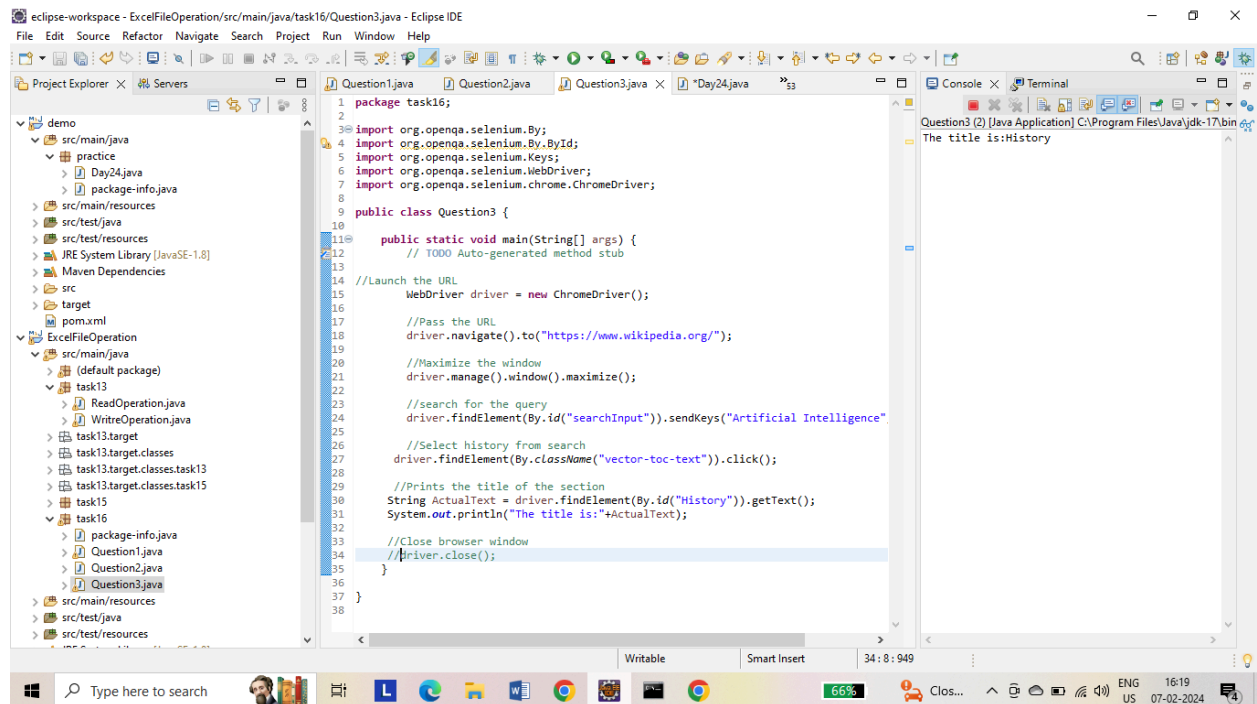 eclipse-workspace - ExcelFileOperation/src/main/java/task16/Question3.java - Eclipse IDE
File Edit Source Refactor Navigate Search Project Run Window Help
Project Explorer
Servers
demo
src/main/java
practice
Day24.java
package-info.java
src/main/resources
src/test/java
src/test/resources
JRE System Library [JavaSE-1.8]
Maven Dependencies
src
target
pom.xml
ExcelFileOperation
src/main/java
(default package)
task13
ReadOperation.java
WritreOperation.java
task13.target
task13.target.classes
task13.target.classes.task13
task13.target.classes.task15
task15
task16
package-info.java
Question1.java
Question2.java
Question3.java
src/main/resources
src/test/java
src/test/resources
Question1.java Question2.java Question3.java *Day24.java »53
1 package task16;
2
3 import org.openqa.selenium.By;
4 import org.openqa.selenium.By.ById;
5 import org.openqa.selenium.Keys;
6 import org.openqa.selenium.WebDriver;
7 import org.openqa.selenium.chrome.ChromeDriver;
8
9 public class Question3 {
10
11 public static void main(String[] args) {
12 // TODO Auto-generated method stub
13
14 //Launch the URL
15 WebDriver driver = new ChromeDriver();
16
17 //Pass the URL
18 driver.navigate().to("https://www.wikipedia.org/");
19
20 //Maximize the window
21 driver.manage().window().maximize();
22
23 //search for the query
24 driver.findElement(By.id("searchInput")).sendKeys("Artificial Intelligence"
25
26 //Select history from search
27 driver.findElement(By.className("vector-toc-text")).click();
28
29 //Prints the title of the section
30 String ActualText = driver.findElement(By.id("History")).getText();
31 System.out.println("The title is:"+ActualText);
32
33 //Close browser window
34 //driver.close();
35 }
36
37 }
38
Console Terminal
Question3 (2) [Java Application] C:\Program Files\Java\jdk-17\bin
The title is:History
Writable Smart Insert 34 : 8 : 949
Type here to search
L
66%
Clos...
ENG
US
16:19
07-02-2024
4